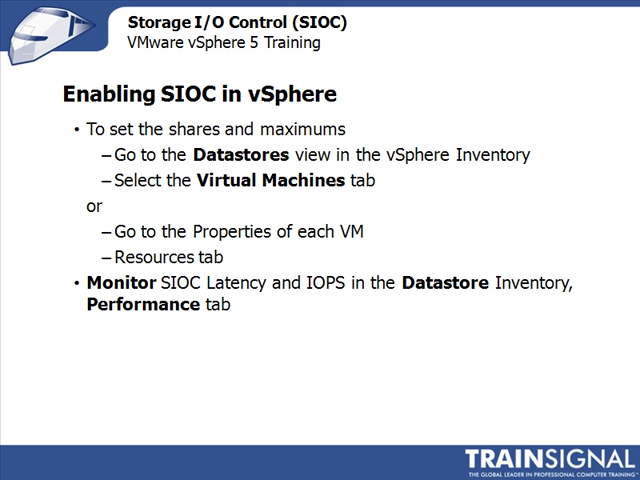 Storage I/O Control (SIOC)
VMware vSphere 5 Training
Enabling SIOC in vSphere
• To set the shares and maximums
– Go to the Datastores view in the vSphere Inventory
– Select the Virtual Machines tab
or
– Go to the Properties of each VM
– Resources tab
• Monitor SIOC Latency and IOPS in the Datastore Inventory,
Performance tab
TRAINSIGNAL
THE GLOBAL LEADER IN PROFESSIONAL COMPUTER TRAINING